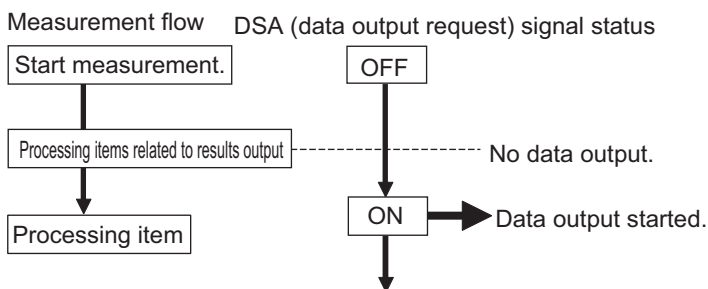 Measurement flow
DSA (data output request) signal status
Start measurement.
OFF
Processing items related to results output
No data output.
ON
Data output started.
Processing item